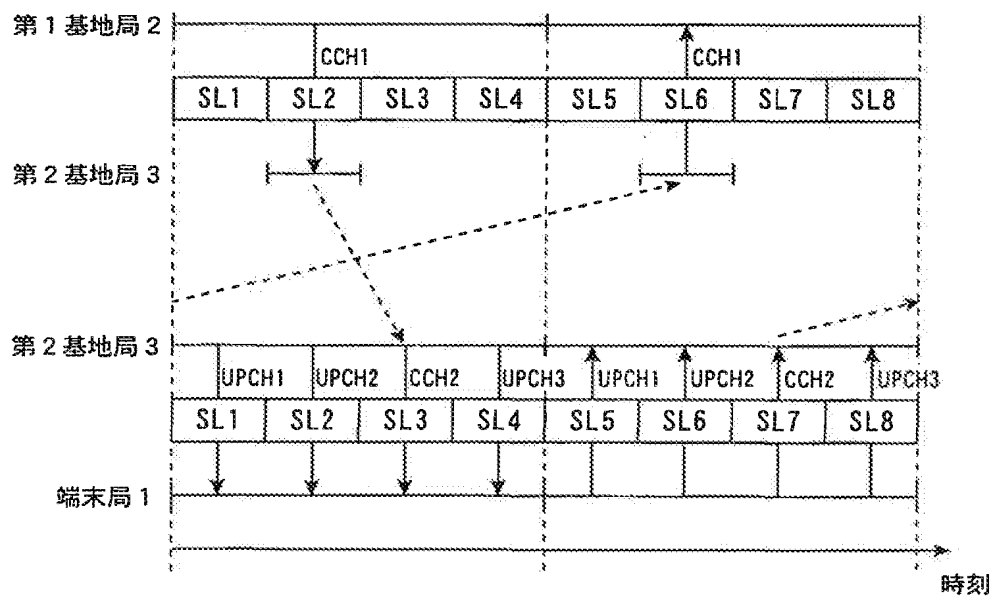 第1基地局2
CCH1 CCH1
SL1 SL2 SL3 SL4 SL5 SL6 SL7 SL8
第2基地局3
第2基地局3
UPCH1 UPCH2 CCH2 UPCH3 UPCH1 UPCH2 CCH2 UPCH3
SL1 SL2 SL3 SL4 SL5 SL6 SL7 SL8
端末局1
時刻